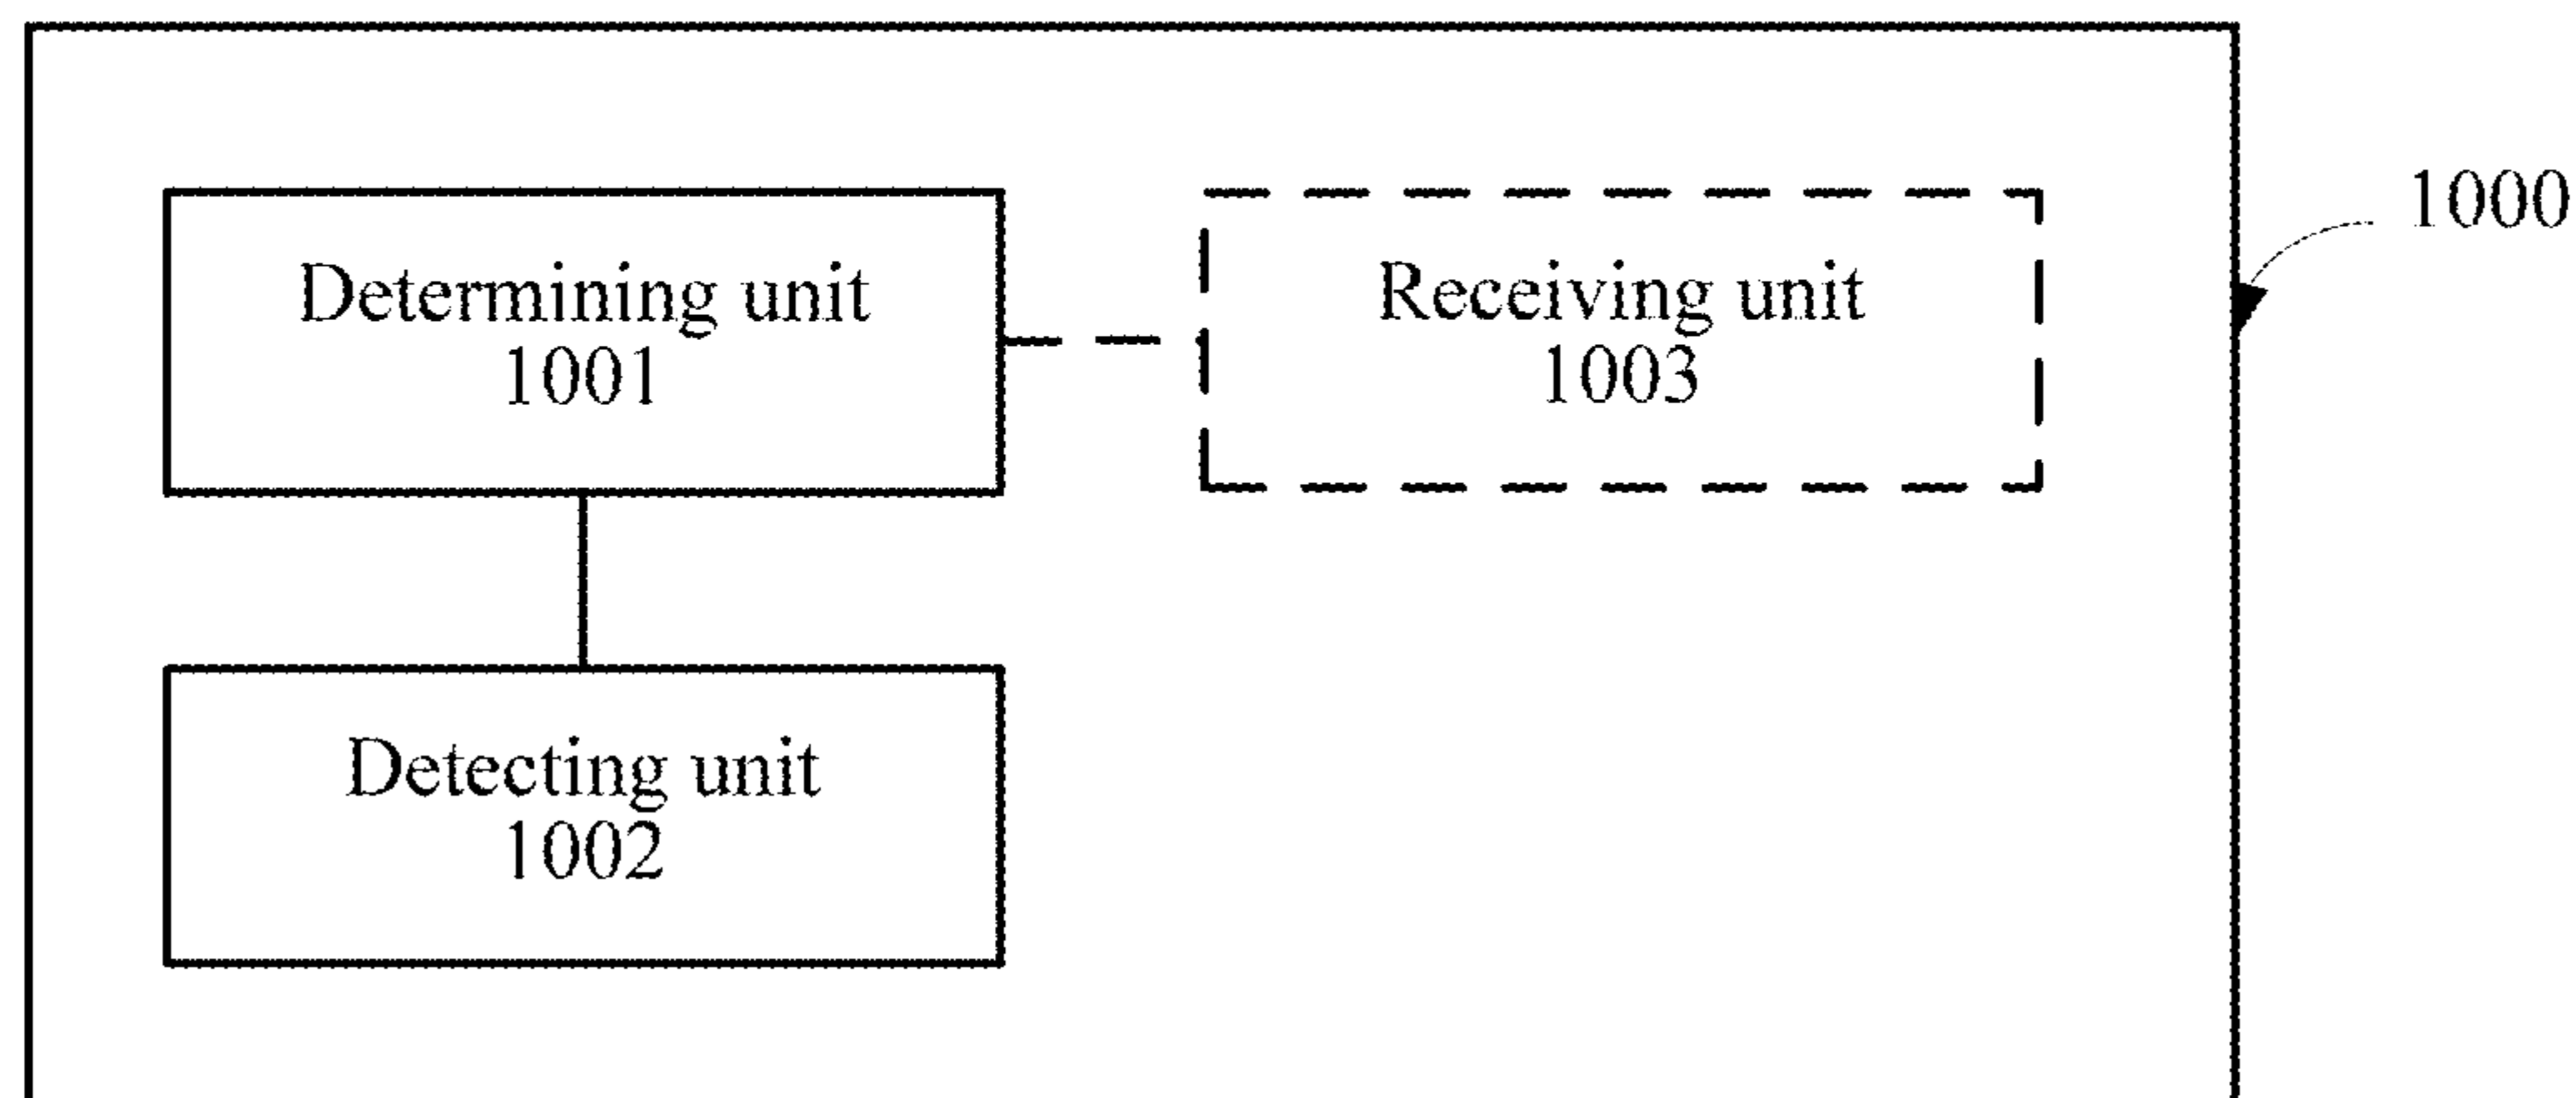 Determining unit
1001
Receiving unit
1003
1000
Detecting unit
1002